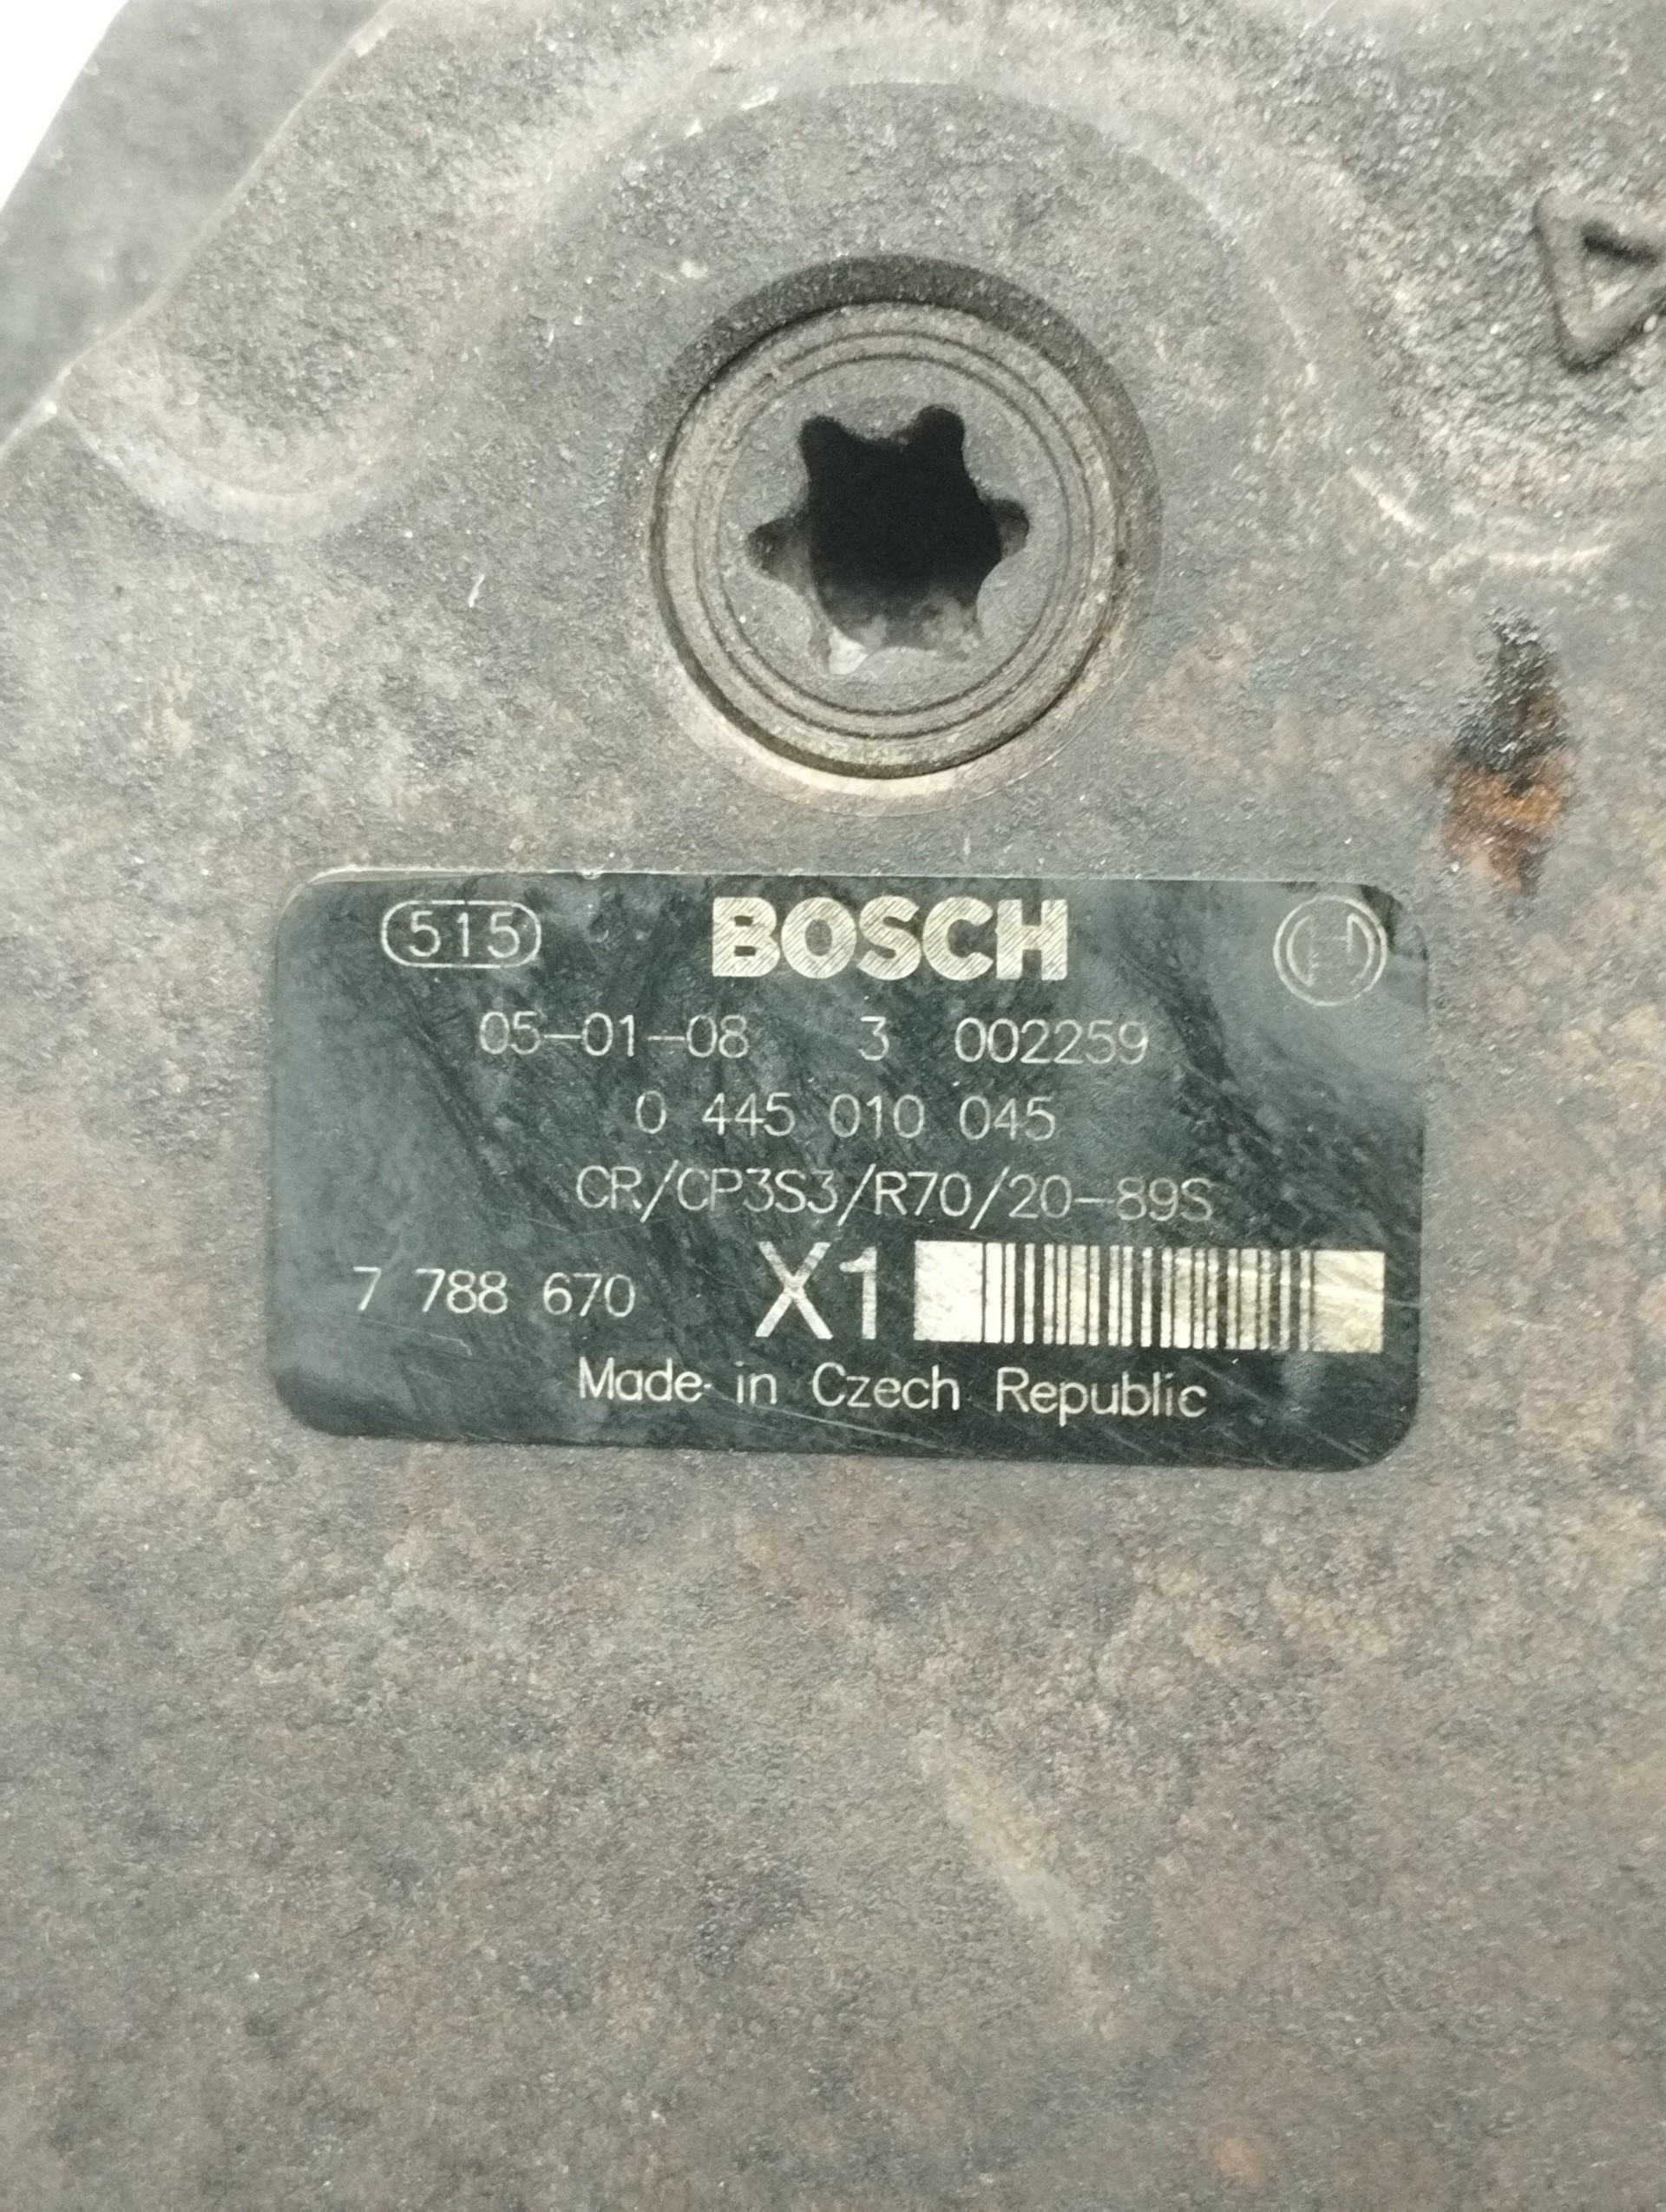 515 BOSCH
05-01-08 3 002259
0 445 010 045
CR/CP3S3/R70/20-89S
7 788 670 X1
Made in Czech Republic